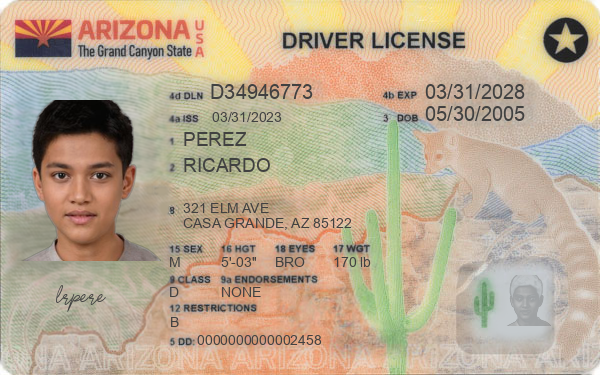 ARIZONA USA
The Grand Canyon State
DRIVER LICENSE
4d DLN D34946773 4b EXP 03/31/2028
4a ISS 03/31/2023 3 DOB 05/30/2005
1 PEREZ
2 RICARDO
8 321 ELM AVE
CASA GRANDE, AZ 85122
15 SEX 16 HGT 18 EYES 17 WGT
M 5'-03" BRO 170 lb
9 CLASS 9a ENDORSEMENTS
D NONE
12 RESTRICTIONS
B
5 DD: 0000000000002458
ARIZONA ARIZONA ARIZONA ARIZONA